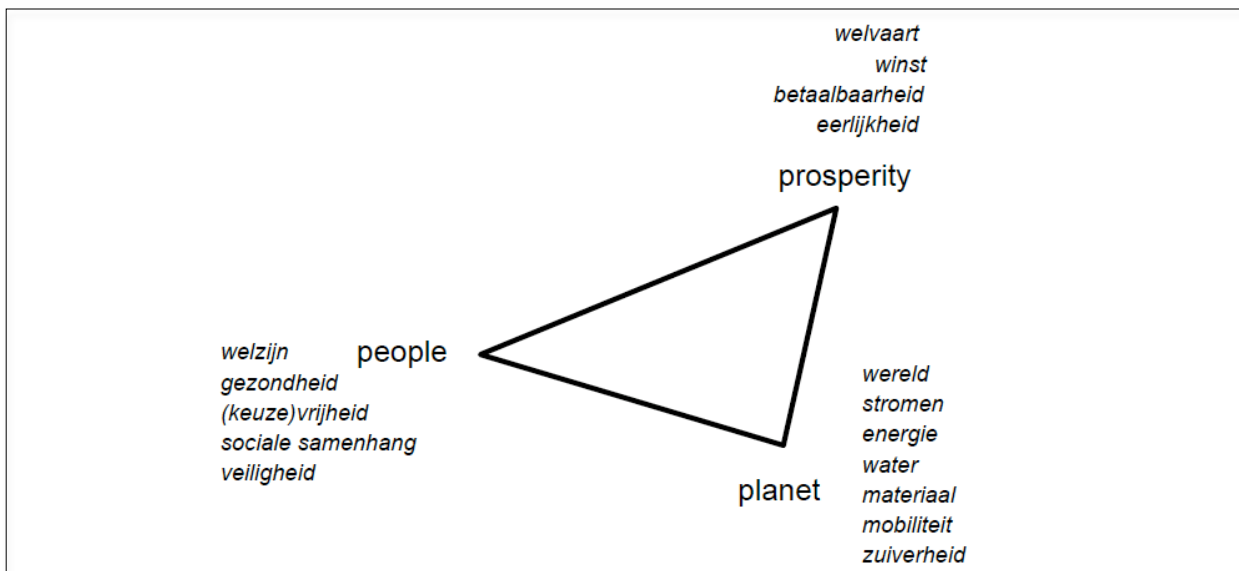 welvaart
winst
betaalbaarheid
eerlijkheid
prosperity
people
welzijn
gezondheid
(keuze)vrijheid
sociale samenhang
veiligheid
planet
wereld
stromen
energie
water
materiaal
mobiliteit
zuiverheid